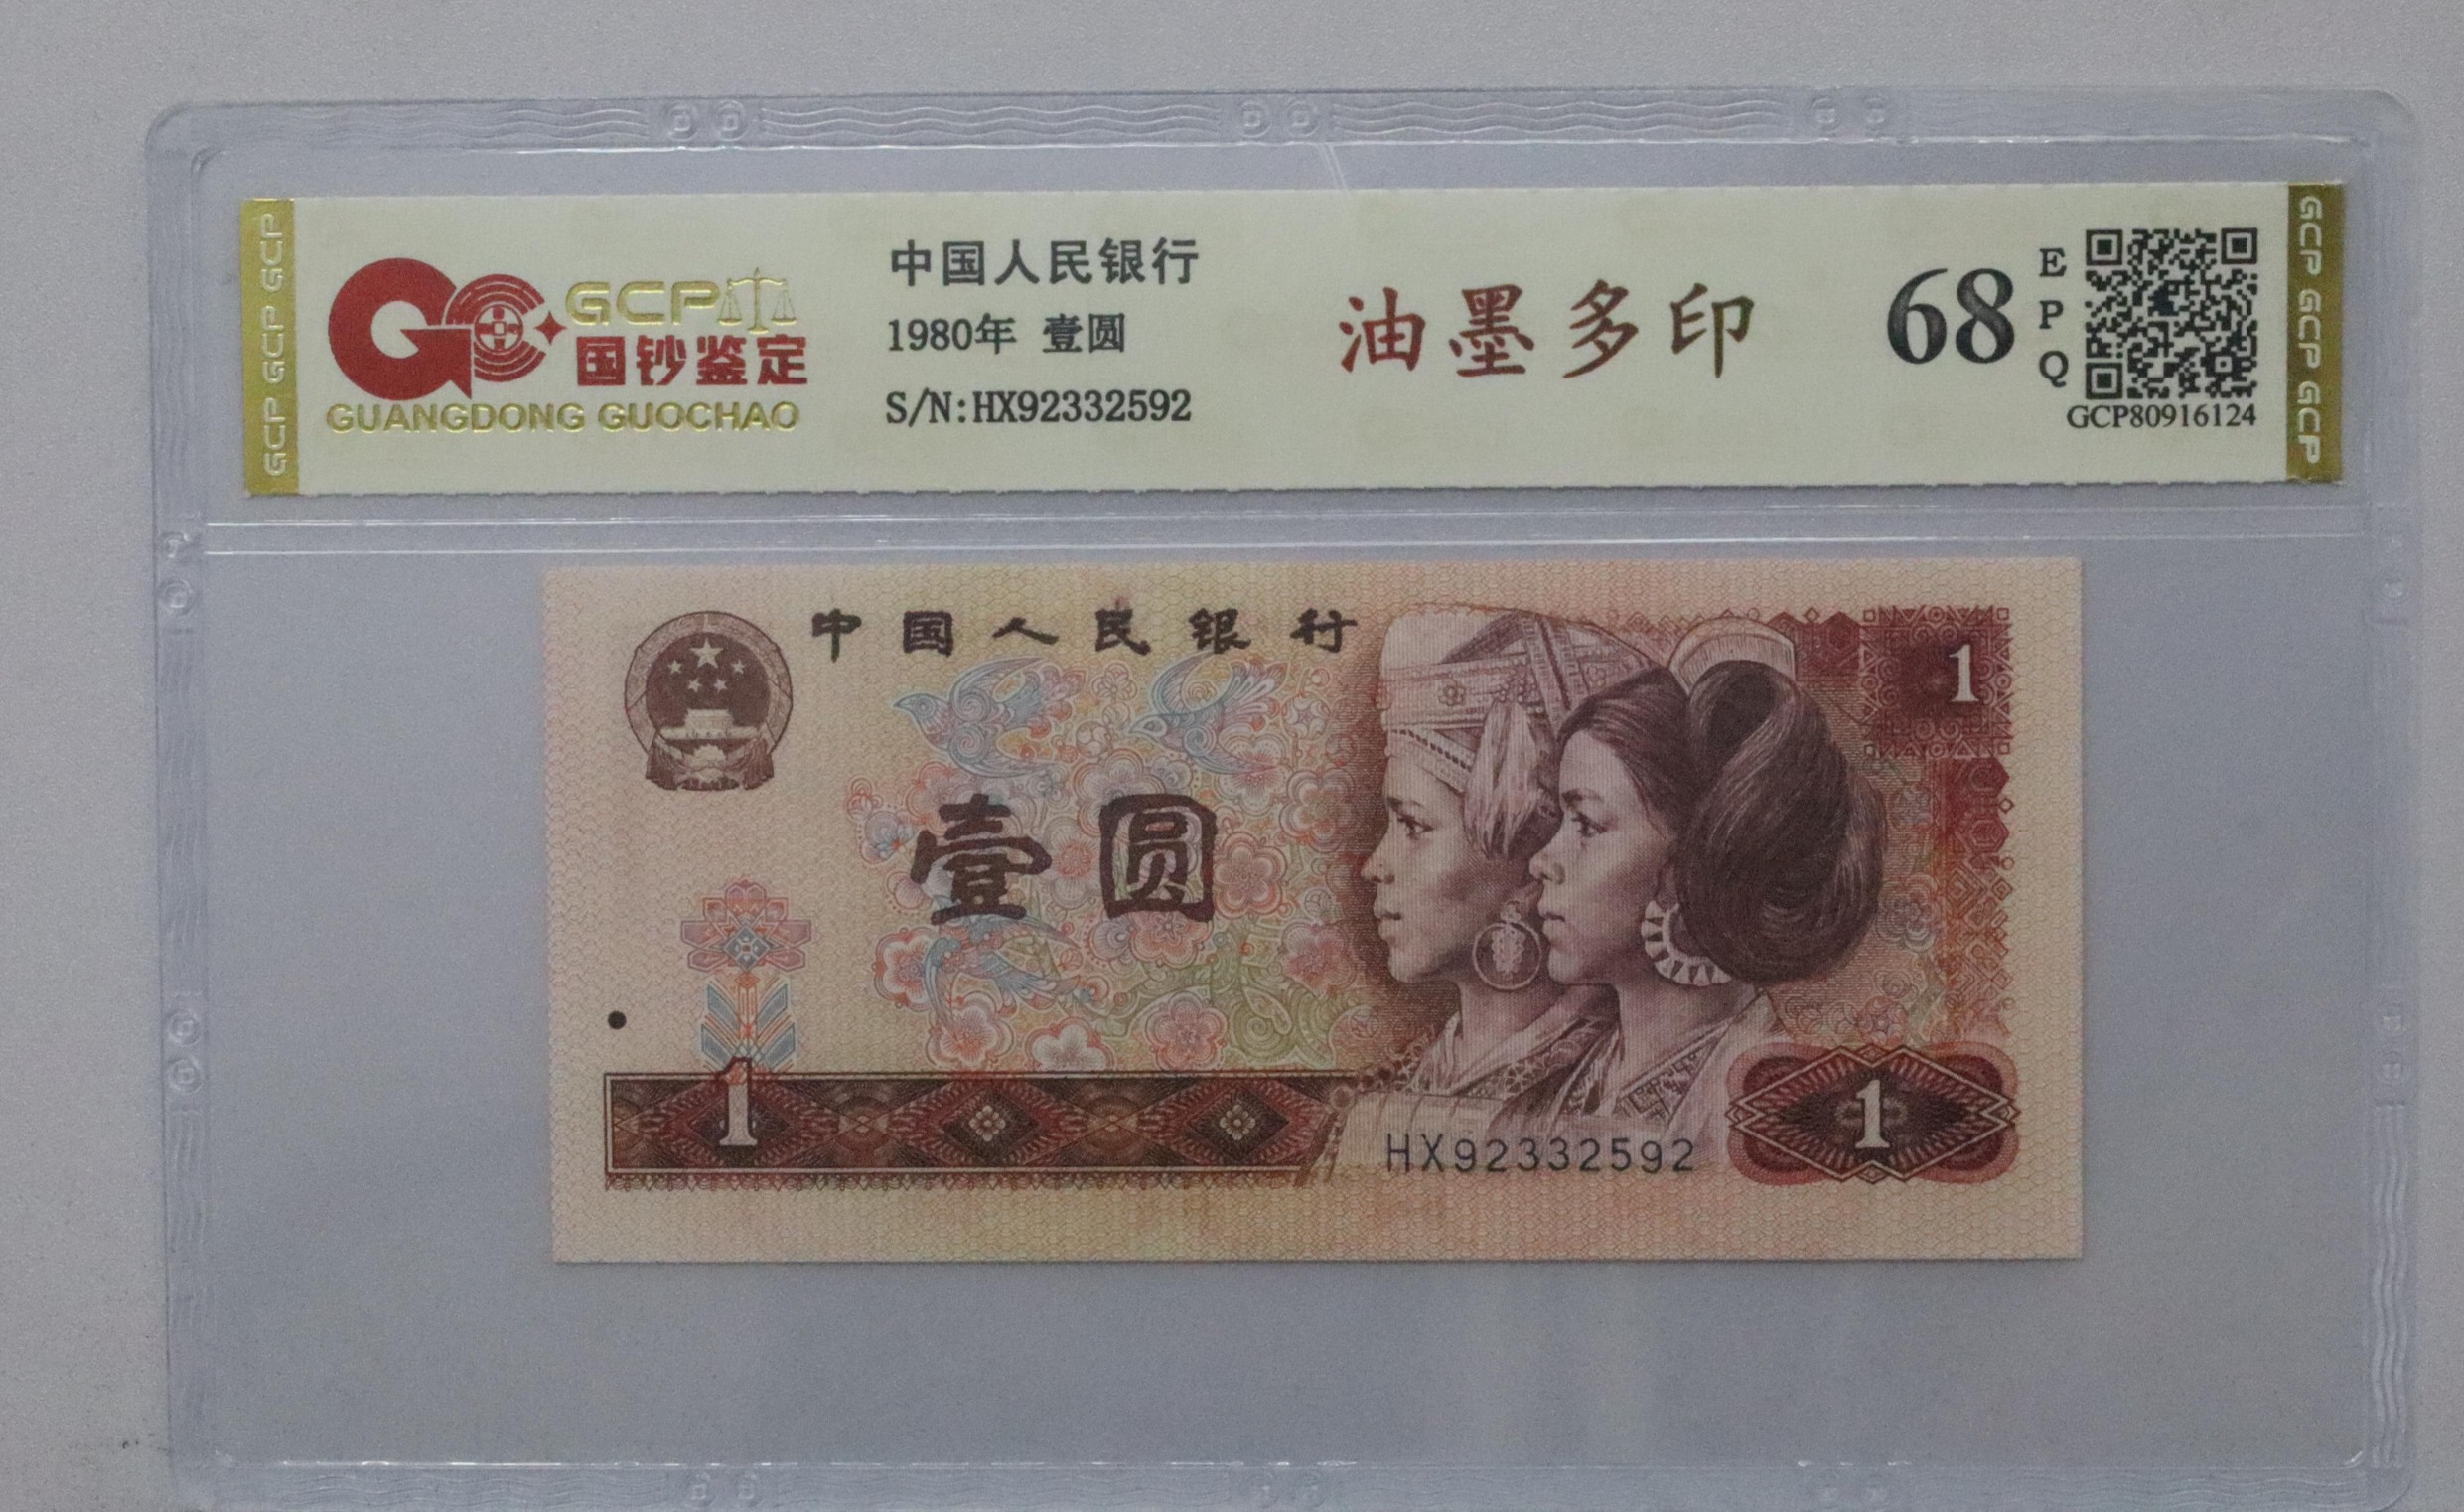 GCP GCP GCP
GCP
国钞鉴定
GUANGDONG GUOCHAO
中国人民银行
1980年 壹圆
S/N:HX92332592
油墨多印
68
EPQ
GCP80916124
GCP GCP GCP
中国人民银行
1
壹圆
1
HX92332592
1